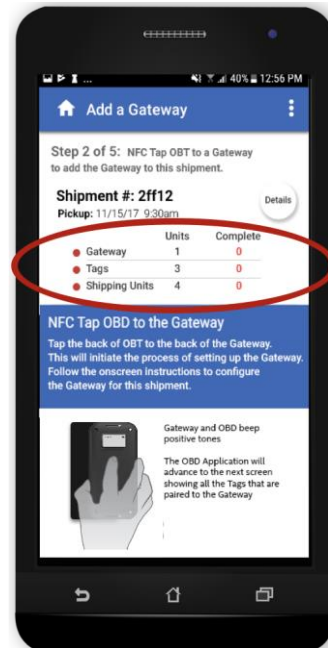 ... 40% 12:56 PM
Add a Gateway
Step 2 of 5: NFC Tap OBT to a Gateway
to add the Gateway to this shipment.
Shipment #: 2ff12
Details
Pickup: 11/15/17 9:30am
Units Complete
Gateway 1 0
Tags 3 0
Shipping Units 4 0
NFC Tap OBD to the Gateway
Tap the back of OBT to the back of the Gateway.
This will initiate the process of setting up the Gateway.
Follow the onscreen instructions to configure
the Gateway for this shipment.
Gateway and OBD beep
positive tones
The OBD Application will
advance to the next screen
showing all the Tags that are
paired to the Gateway